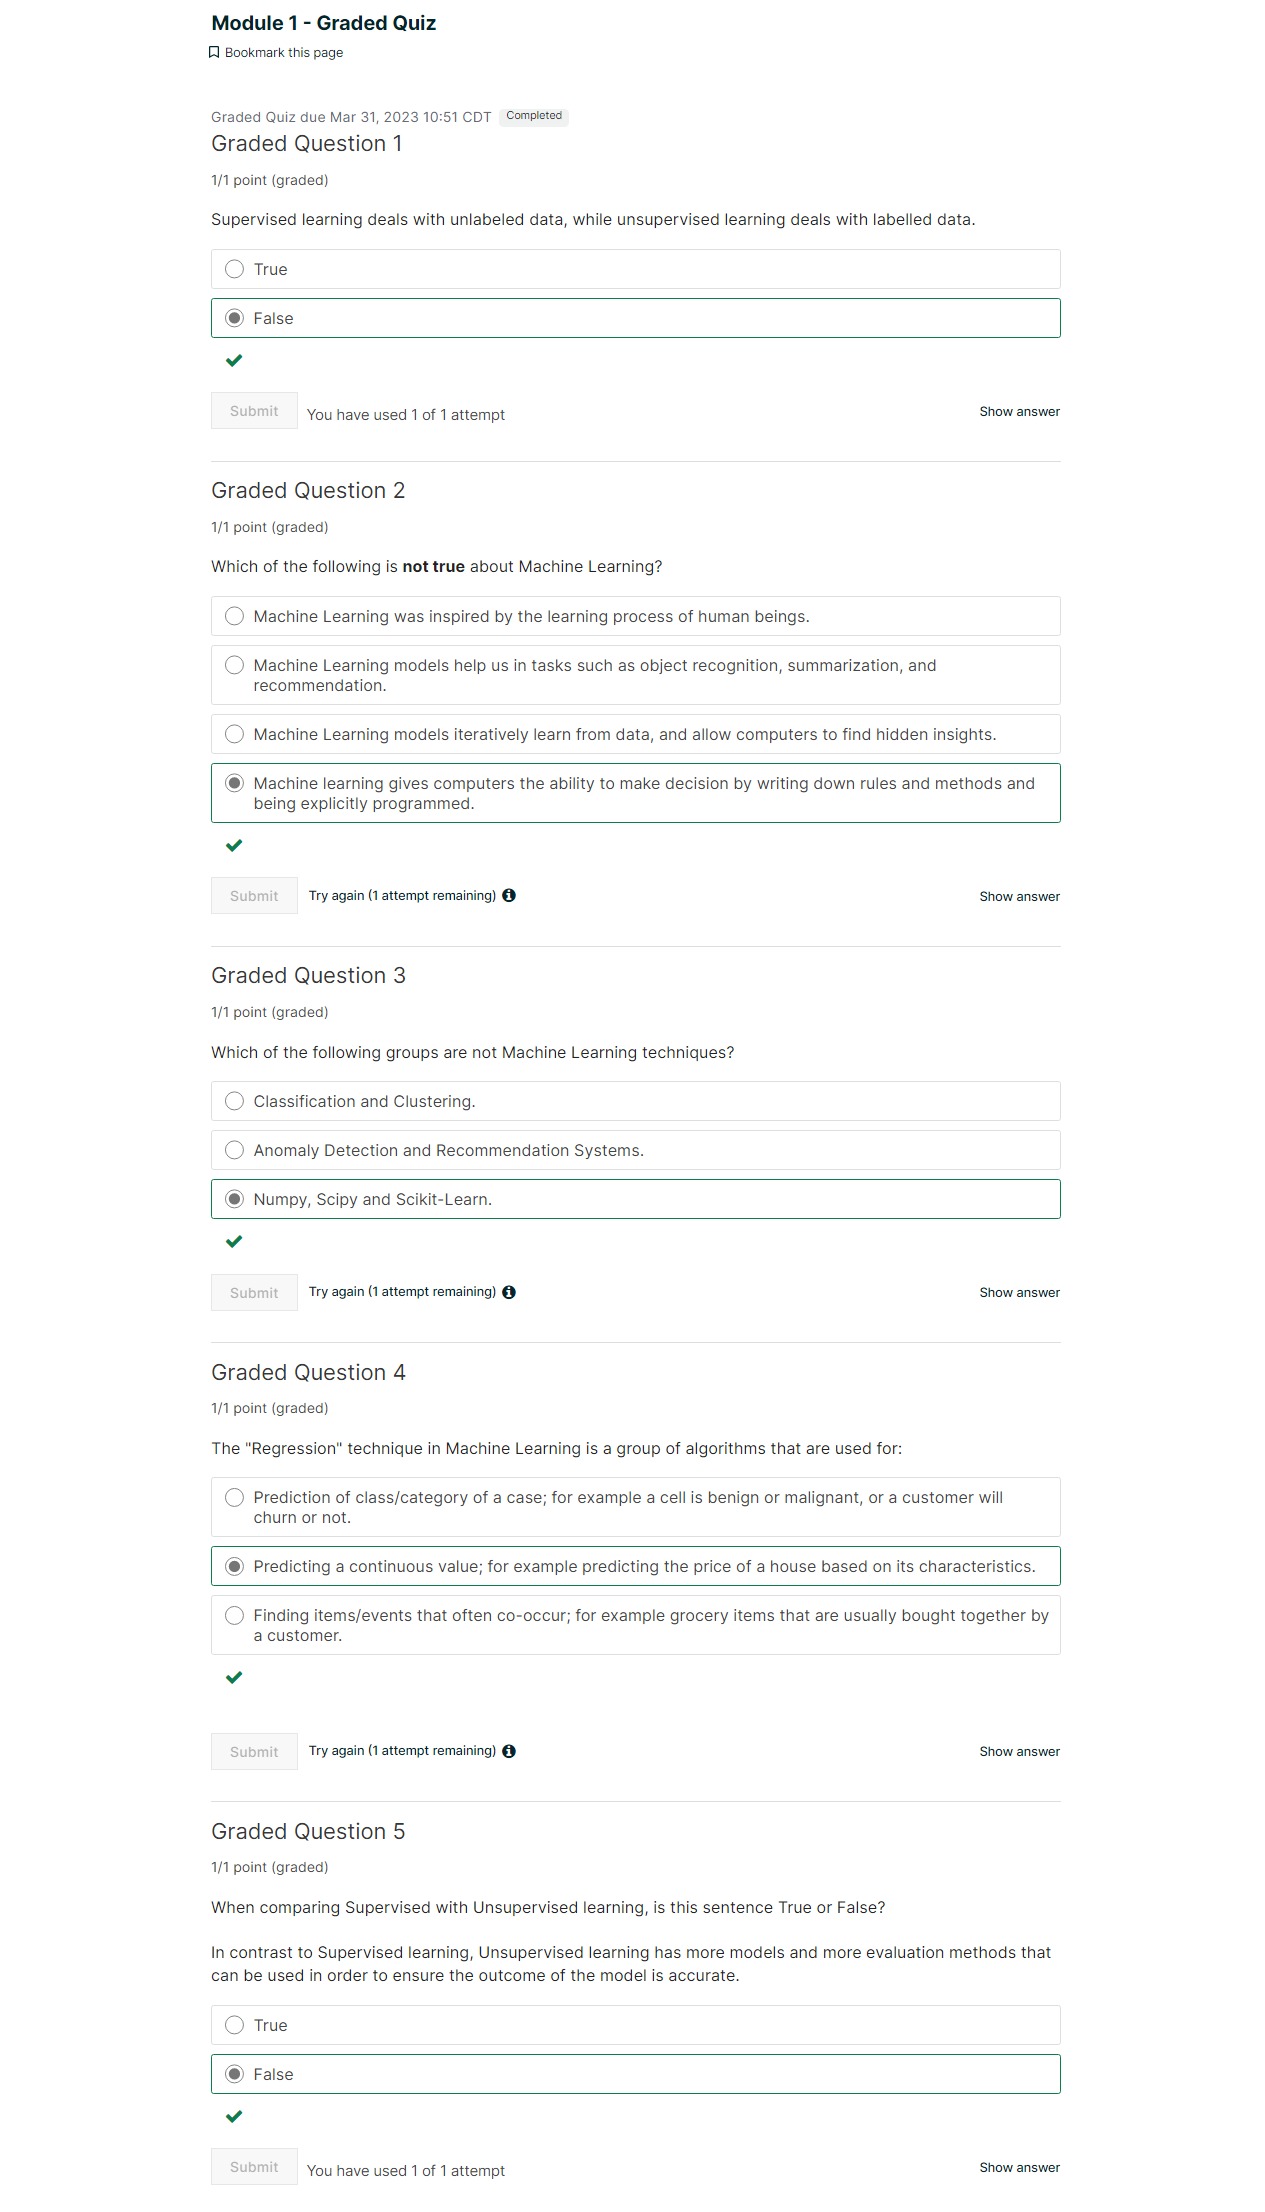 Module 1 - Graded Quiz
Bookmark this page
Graded Quiz due Mar 31, 2023 10:51 CDT Completed
Graded Question 1
1/1 point (graded)
Supervised learning deals with unlabeled data, while unsupervised learning deals with labelled data.
True
False
Submit You have used 1 of 1 attempt Show answer
Graded Question 2
1/1 point (graded)
Which of the following is not true about Machine Learning?
Machine Learning was inspired by the learning process of human beings.
Machine Learning models help us in tasks such as object recognition, summarization, and
recommendation.
Machine Learning models iteratively learn from data, and allow computers to find hidden insights.
Machine learning gives computers the ability to make decision by writing down rules and methods and
being explicitly programmed.
Submit Try again (1 attempt remaining) Show answer
Graded Question 3
1/1 point (graded)
Which of the following groups are not Machine Learning techniques?
Classification and Clustering.
Anomaly Detection and Recommendation Systems.
Numpy, Scipy and Scikit-Learn.
Submit Try again (1 attempt remaining) Show answer
Graded Question 4
1/1 point (graded)
The "Regression" technique in Machine Learning is a group of algorithms that are used for:
Prediction of class/category of a case; for example a cell is benign or malignant, or a customer will
churn or not.
Predicting a continuous value; for example predicting the price of a house based on its characteristics.
Finding items/events that often co-occur; for example grocery items that are usually bought together by
a customer.
Submit Try again (1 attempt remaining) Show answer
Graded Question 5
1/1 point (graded)
When comparing Supervised with Unsupervised learning, is this sentence True or False?
In contrast to Supervised learning, Unsupervised learning has more models and more evaluation methods that
can be used in order to ensure the outcome of the model is accurate.
True
False
Submit You have used 1 of 1 attempt Show answer